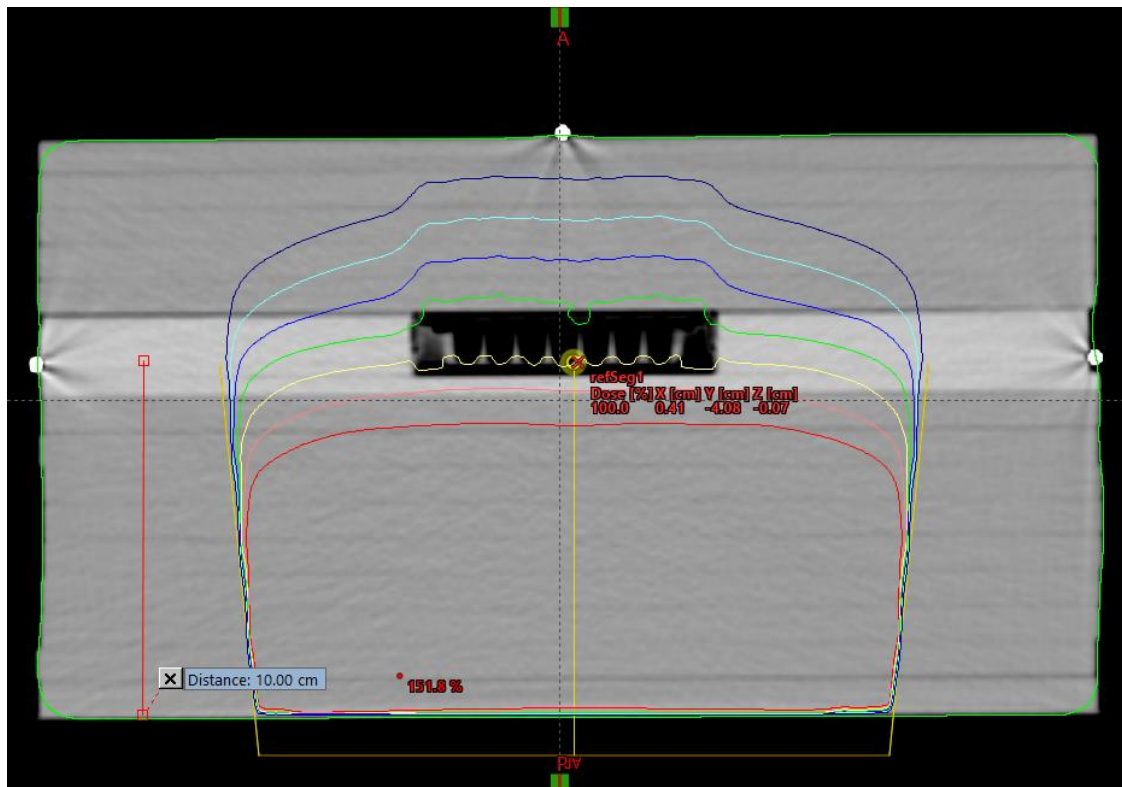 A
refSeg1
Dose [%] X [cm] Y [cm] Z [cm]
100.0 0.41 -4.08 -0.07
Distance: 10.00 cm
151.8 %